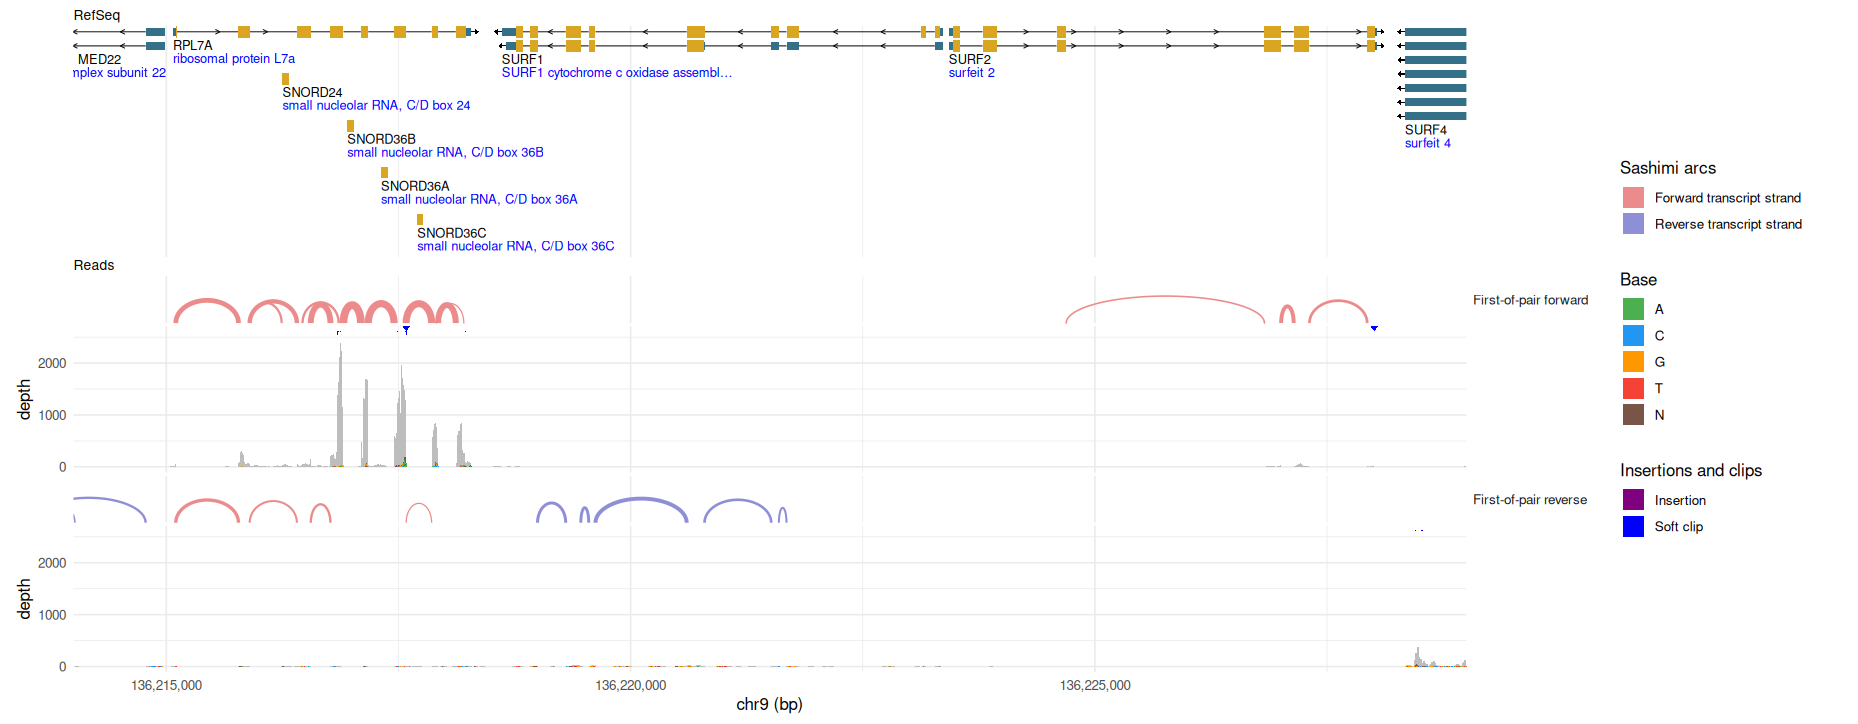 RefSeq
MED22
nplex subunit 22
RPL7A
ribosomal protein L7a
SNORD24
small nucleolar RNA, C/D box 24
SNORD36B
small nucleolar RNA, C/D box 36B
SNORD36A
small nucleolar RNA, C/D box 36A
SNORD36C
small nucleolar RNA, C/D box 36C
SURF1
SURF1 cytochrome c oxidase assembl…
SURF2
surfeit 2
SURF4
surfeit 4
Reads
First-of-pair forward
depth
2000
1000
0
First-of-pair reverse
depth
2000
1000
0
136,215,000
136,220,000
136,225,000
chr9 (bp)
Sashimi arcs
Forward transcript strand
Reverse transcript strand
Base
A
C
G
T
N
Insertions and clips
Insertion
Soft clip